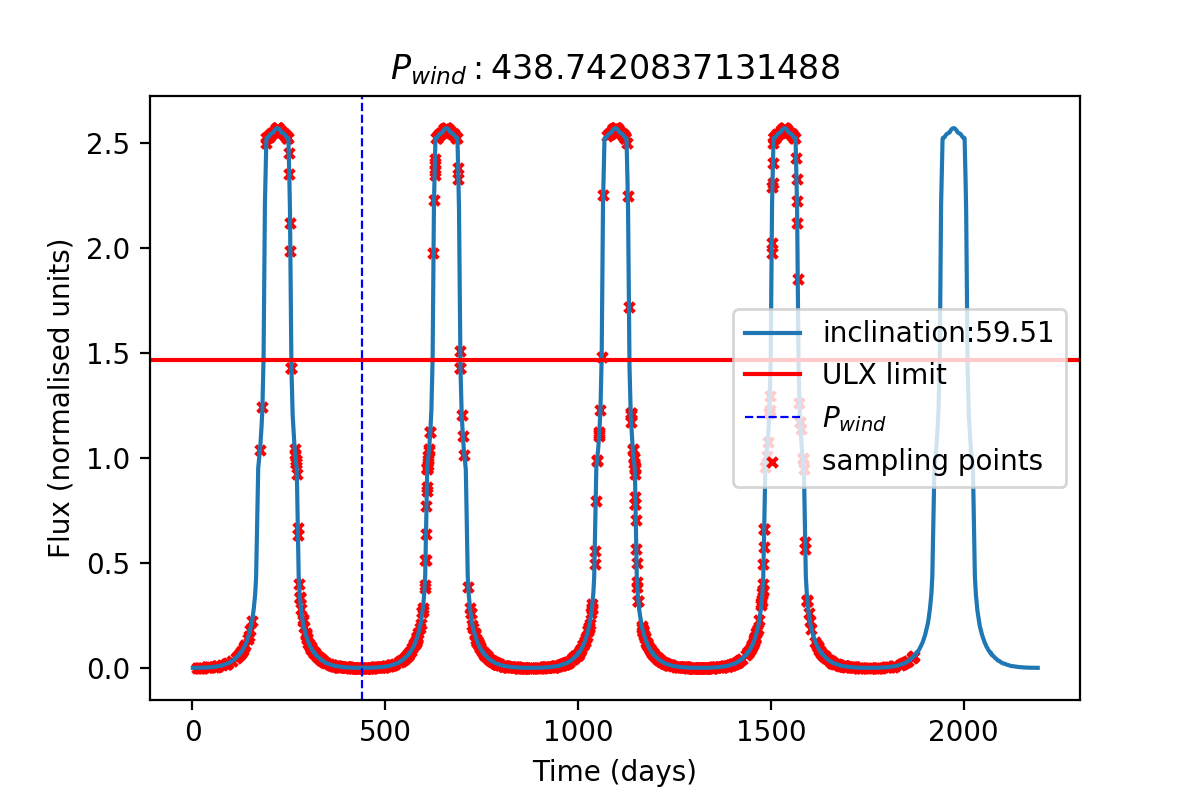 P_wind : 438.7420837131488
Flux (normalised units)
2.5
2.0
1.5
1.0
0.5
0.0
inclination:59.51
ULX limit
P_wind
sampling points
0 500 1000 1500 2000
Time (days)